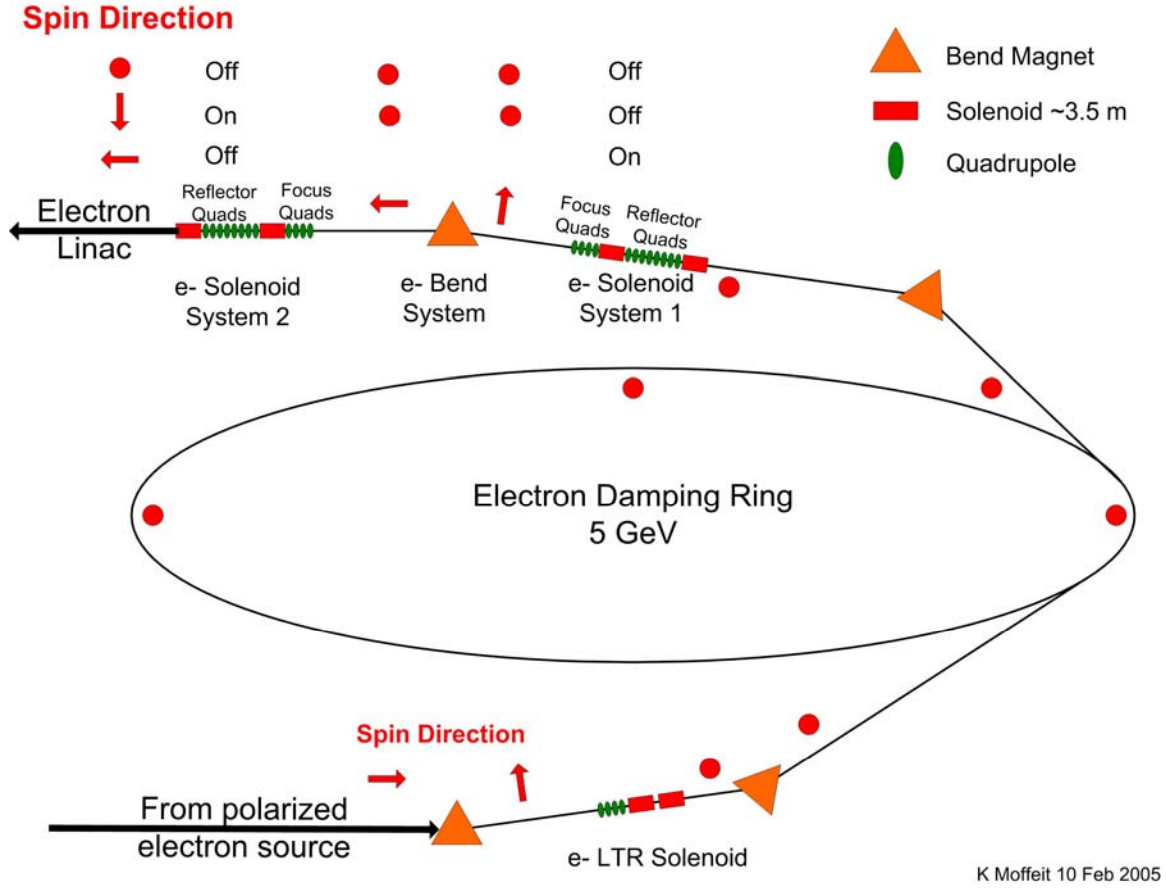 Spin Direction
Off Off
On Off
Off On
Bend Magnet
Solenoid ~3.5 m
Quadrupole
Electron
Linac
Reflector
Quads
Focus
Quads
Focus
Quads
Reflector
Quads
e- Solenoid
System 2
e- Bend
System
e- Solenoid
System 1
Electron Damping Ring
5 GeV
Spin Direction
From polarized
electron source
e- LTR Solenoid
K Moffeit 10 Feb 2005